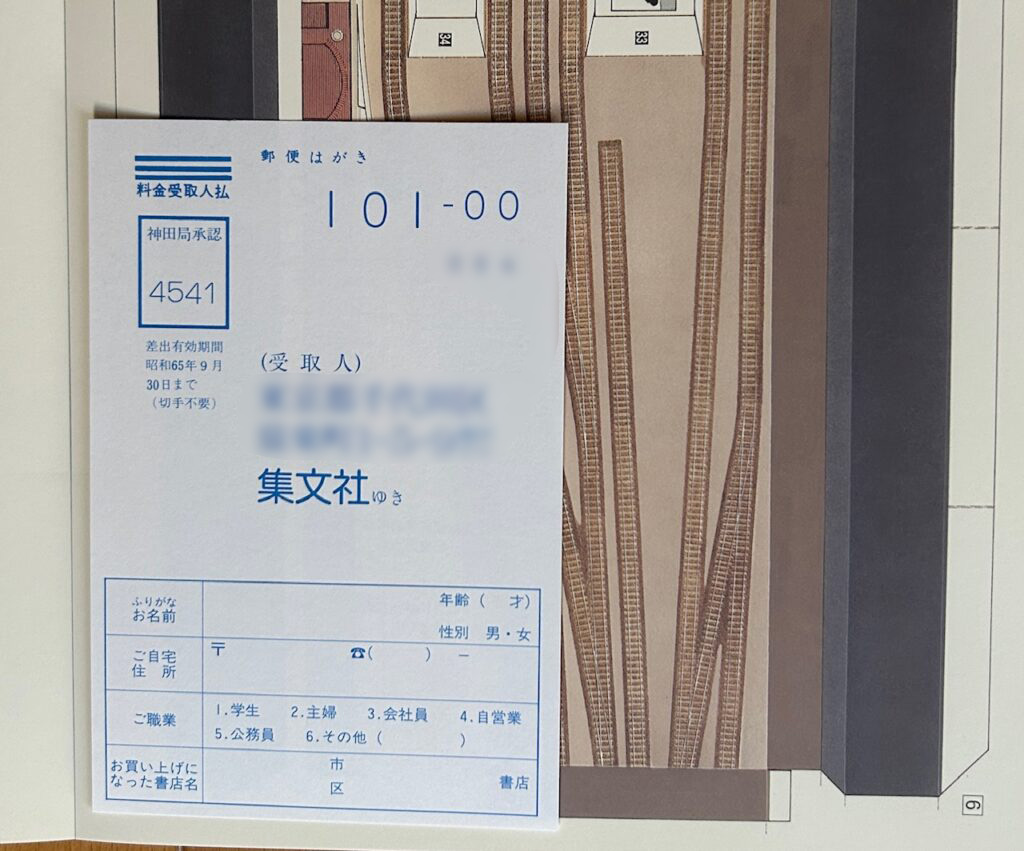 34
33
郵便はがき
料金受取人払
101-00
神田局承認
4541
差出有効期間
昭和65年9月
30日まで
（切手不要）
(受取人)
集文社ゆき
ふりがな
お名前
年齢（　才）
性別　男・女
ご自宅
住所
〒　☎（　）　－
ご職業
1.学生　2.主婦　3.会社員　4.自営業
5.公務員　6.その他（　）
お買い上げに
なった書店名
市
区
書店
9